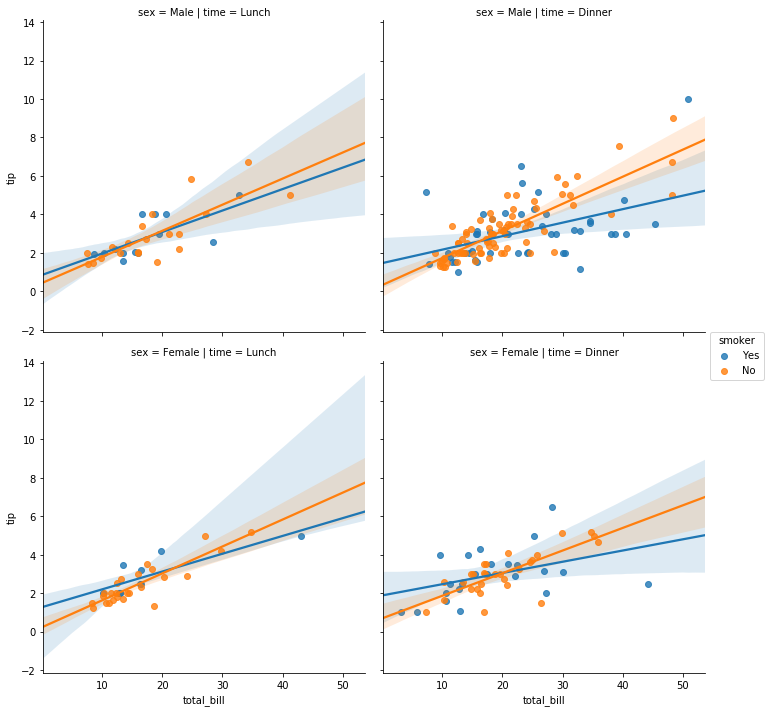 sex = Male | time = Lunch
sex = Male | time = Dinner
14
12
10
8
6
4
2
0
−2
tip
smoker
Yes
No
sex = Female | time = Lunch
sex = Female | time = Dinner
14
12
10
8
6
4
2
0
−2
tip
10 20 30 40 50
total_bill
10 20 30 40 50
total_bill